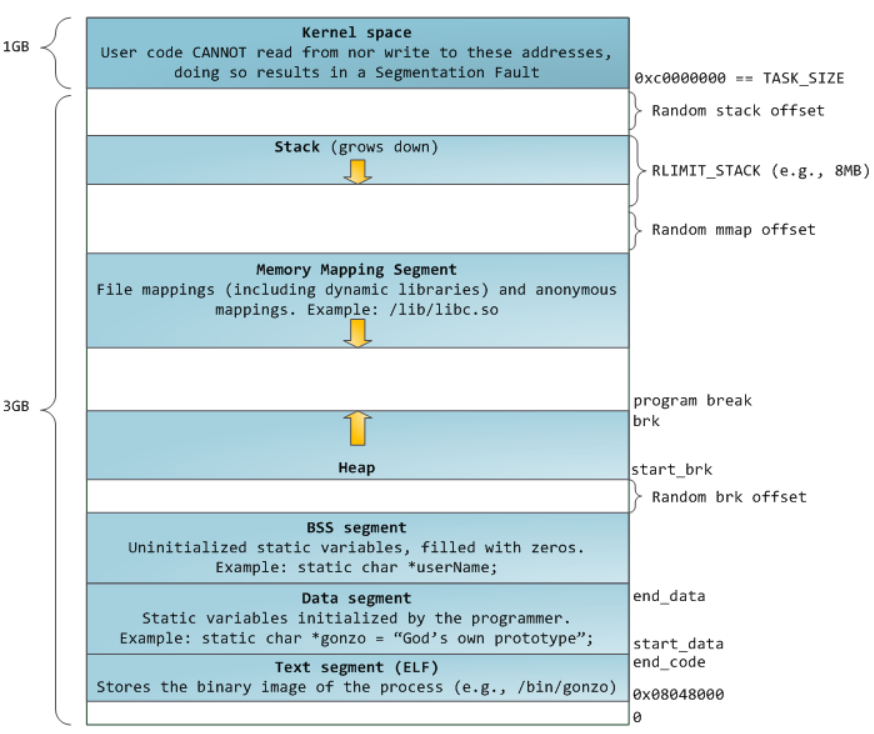 1GB
Kernel space
User code CANNOT read from nor write to these addresses,
doing so results in a Segmentation Fault
0xc0000000 == TASK_SIZE
Random stack offset
Stack (grows down)
RLIMIT_STACK (e.g., 8MB)
Random mmap offset
Memory Mapping Segment
File mappings (including dynamic libraries) and anonymous
mappings. Example: /lib/libc.so
3GB
program break
brk
Heap
start_brk
Random brk offset
BSS segment
Uninitialized static variables, filled with zeros.
Example: static char *userName;
Data segment
Static variables initialized by the programmer.
Example: static char *gonzo = “God’s own prototype”;
end_data
start_data
end_code
Text segment (ELF)
Stores the binary image of the process (e.g., /bin/gonzo)
0x08048000
0